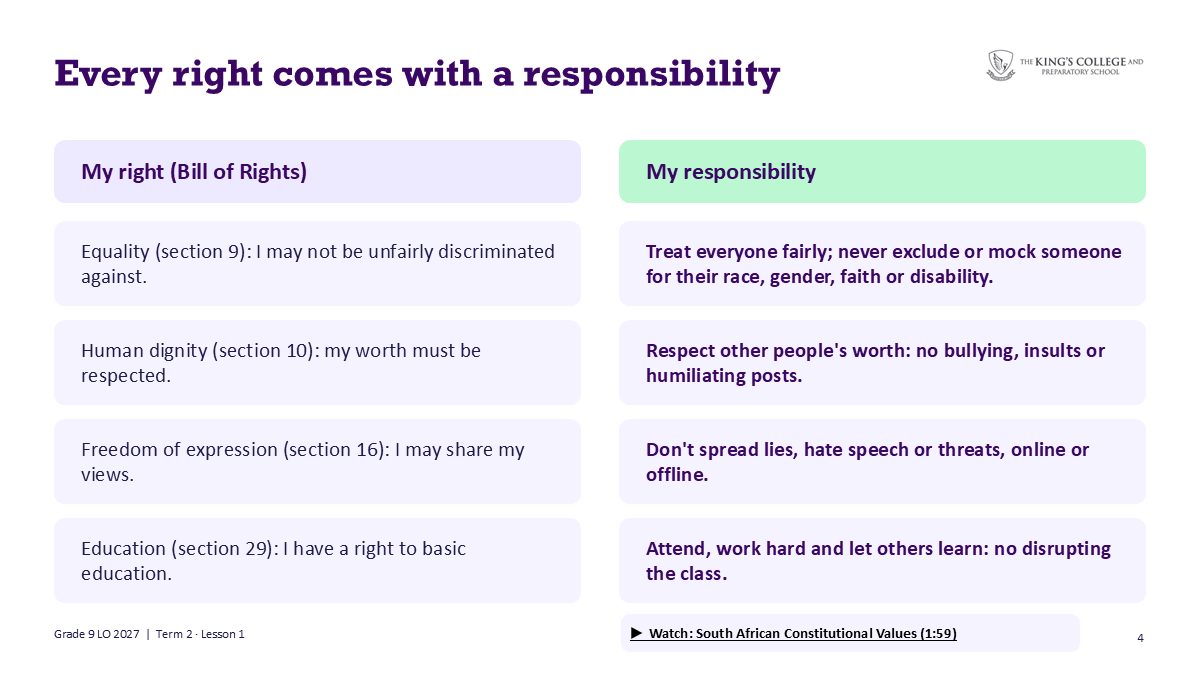 Every right comes with a responsibility
THE KING'S COLLEGE AND
PREPARATORY SCHOOL
My right (Bill of Rights)
My responsibility
Equality (section 9): I may not be unfairly discriminated
against.
Treat everyone fairly; never exclude or mock someone
for their race, gender, faith or disability.
Human dignity (section 10): my worth must be
respected.
Respect other people's worth: no bullying, insults or
humiliating posts.
Freedom of expression (section 16): I may share my
views.
Don't spread lies, hate speech or threats, online or
offline.
Education (section 29): I have a right to basic
education.
Attend, work hard and let others learn: no disrupting
the class.
Grade 9 LO 2027 | Term 2 · Lesson 1
▶ Watch: South African Constitutional Values (1:59)
4